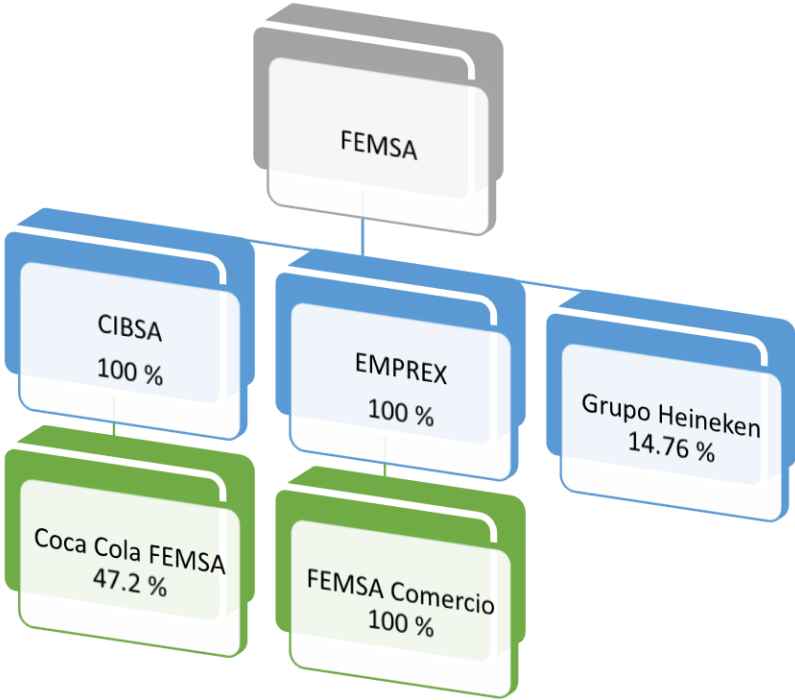 FEMSA
CIBSA
100 %
EMPREX
100 %
Grupo Heineken
14.76 %
Coca Cola FEMSA
47.2 %
FEMSA Comercio
100 %